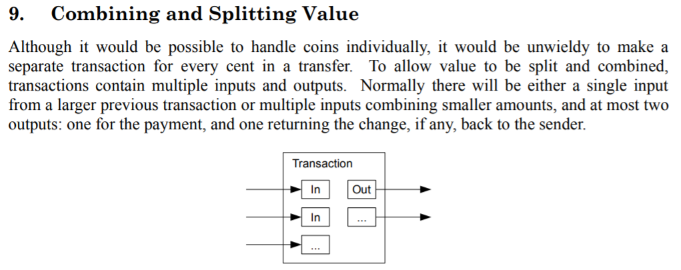 9. Combining and Splitting Value
Although it would be possible to handle coins individually, it would be unwieldy to make a
separate transaction for every cent in a transfer. To allow value to be split and combined,
transactions contain multiple inputs and outputs. Normally there will be either a single input
from a larger previous transaction or multiple inputs combining smaller amounts, and at most two
outputs: one for the payment, and one returning the change, if any, back to the sender.
Transaction
In Out
In ...
...